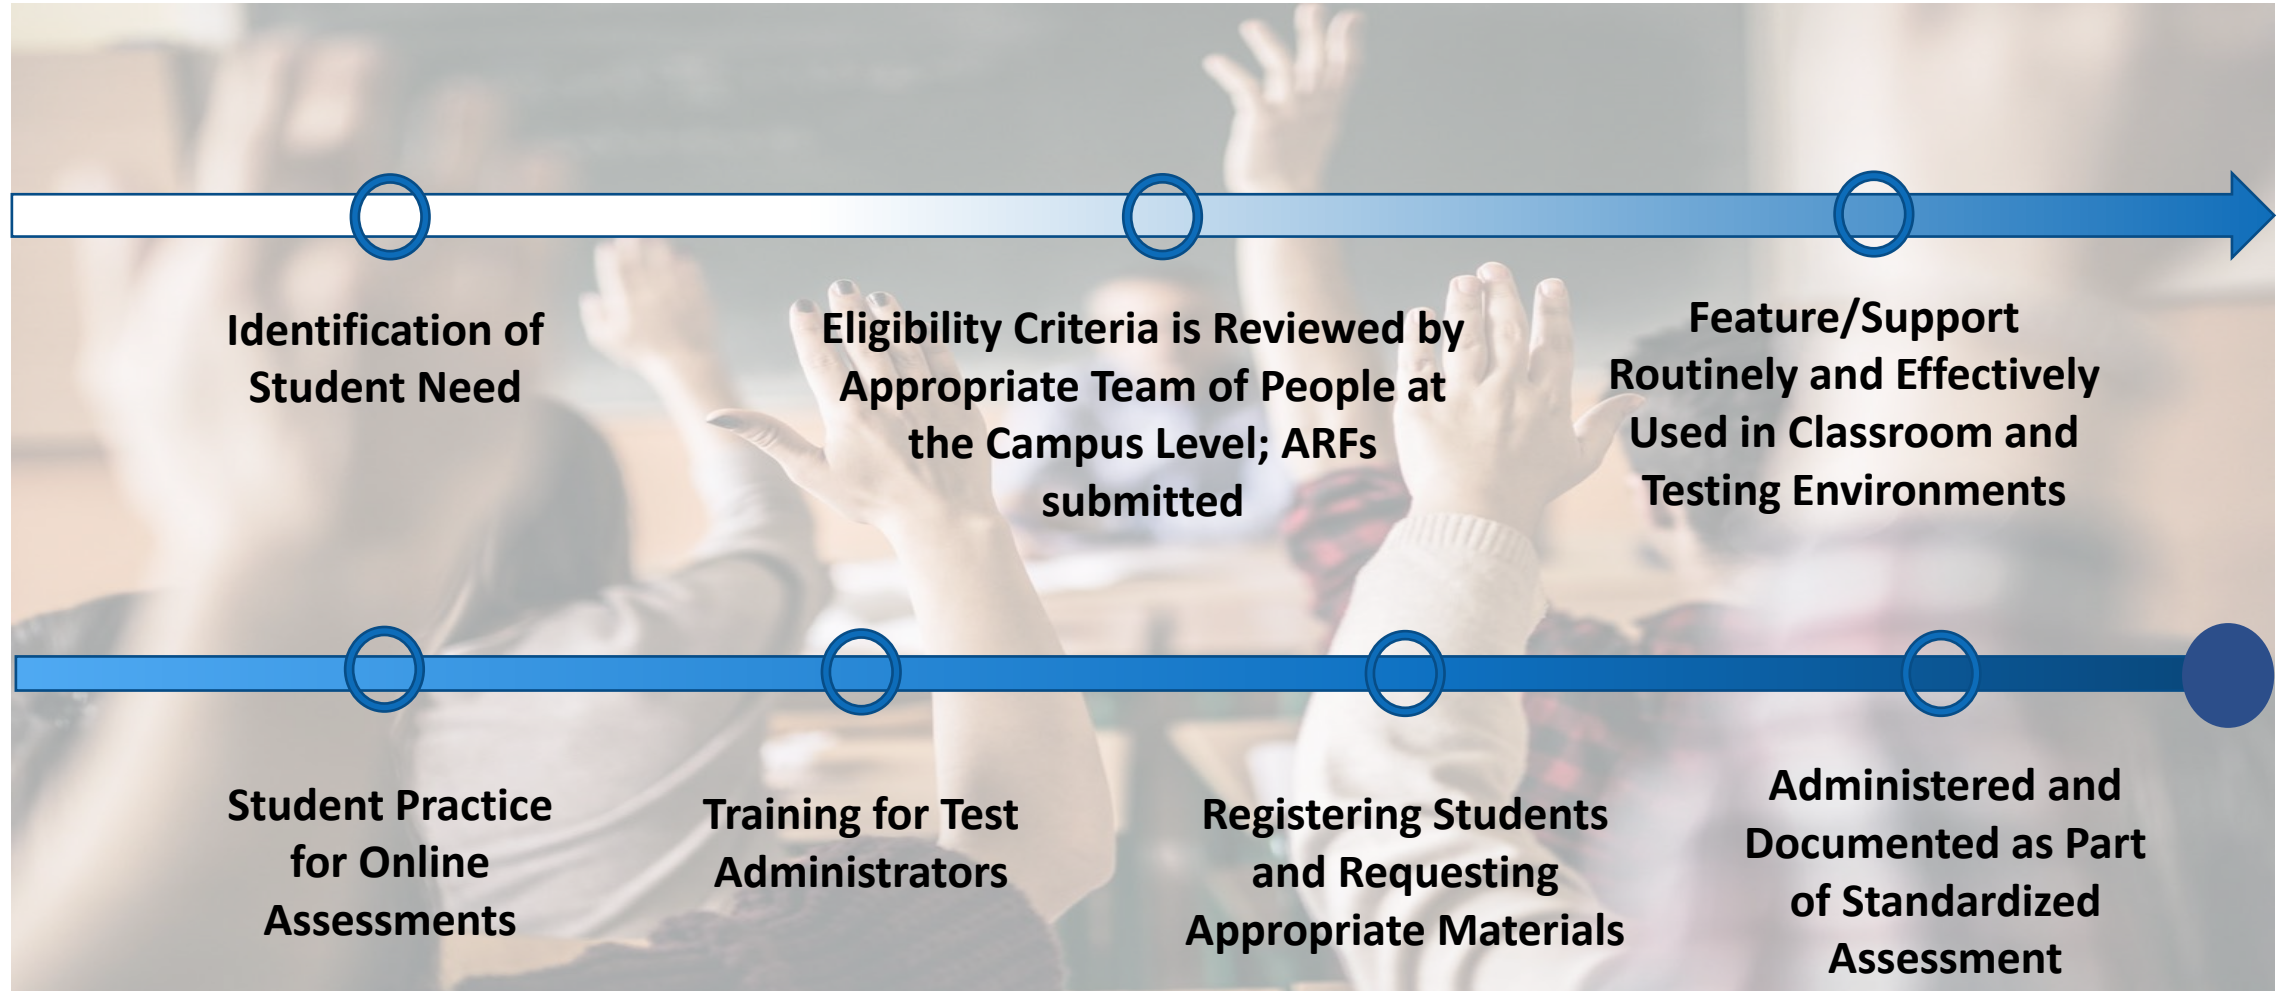 Identification of
Student Need
Eligibility Criteria is Reviewed by
Appropriate Team of People at
the Campus Level; ARFs
submitted
Feature/Support
Routinely and Effectively
Used in Classroom and
Testing Environments
Student Practice
for Online
Assessments
Training for Test
Administrators
Registering Students
and Requesting
Appropriate Materials
Administered and
Documented as Part
of Standardized
Assessment